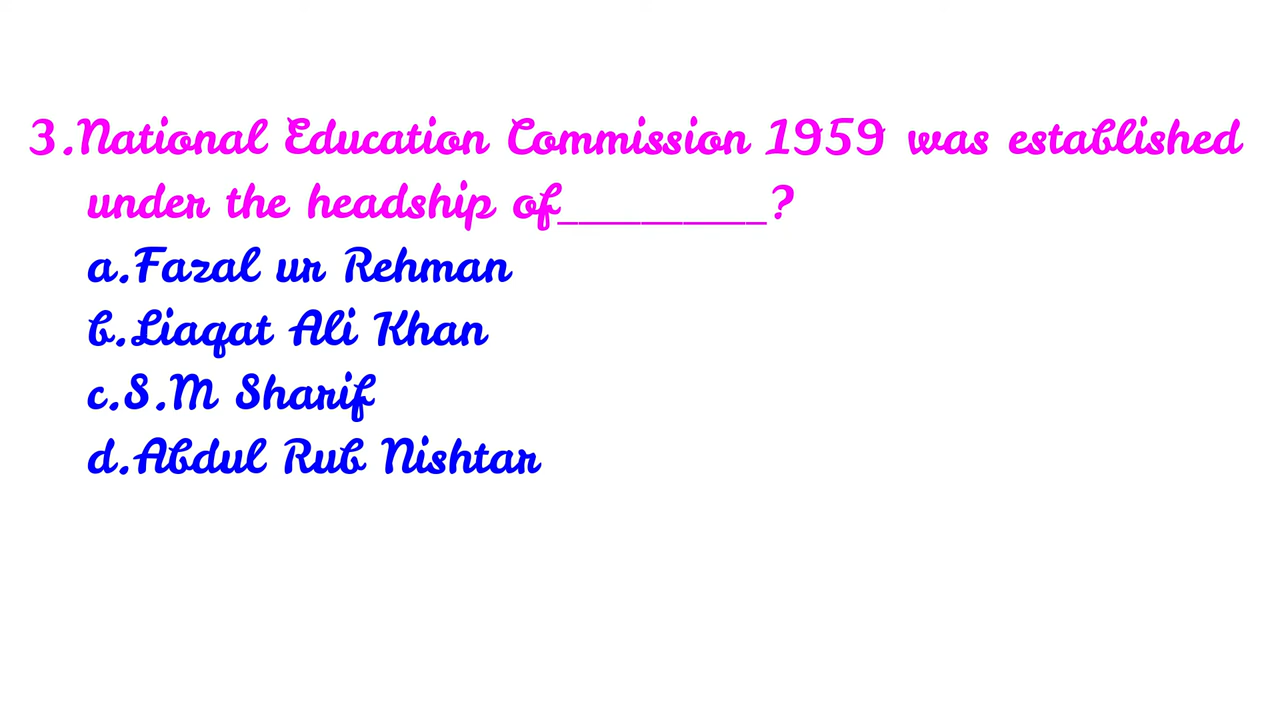 3.National Education Commission 1959 was established
under the headship of__________?
a.Fazal ur Rehman
b.Liaqat Ali Khan
c.S.M Sharif
d.Abdul Rub Nishtar